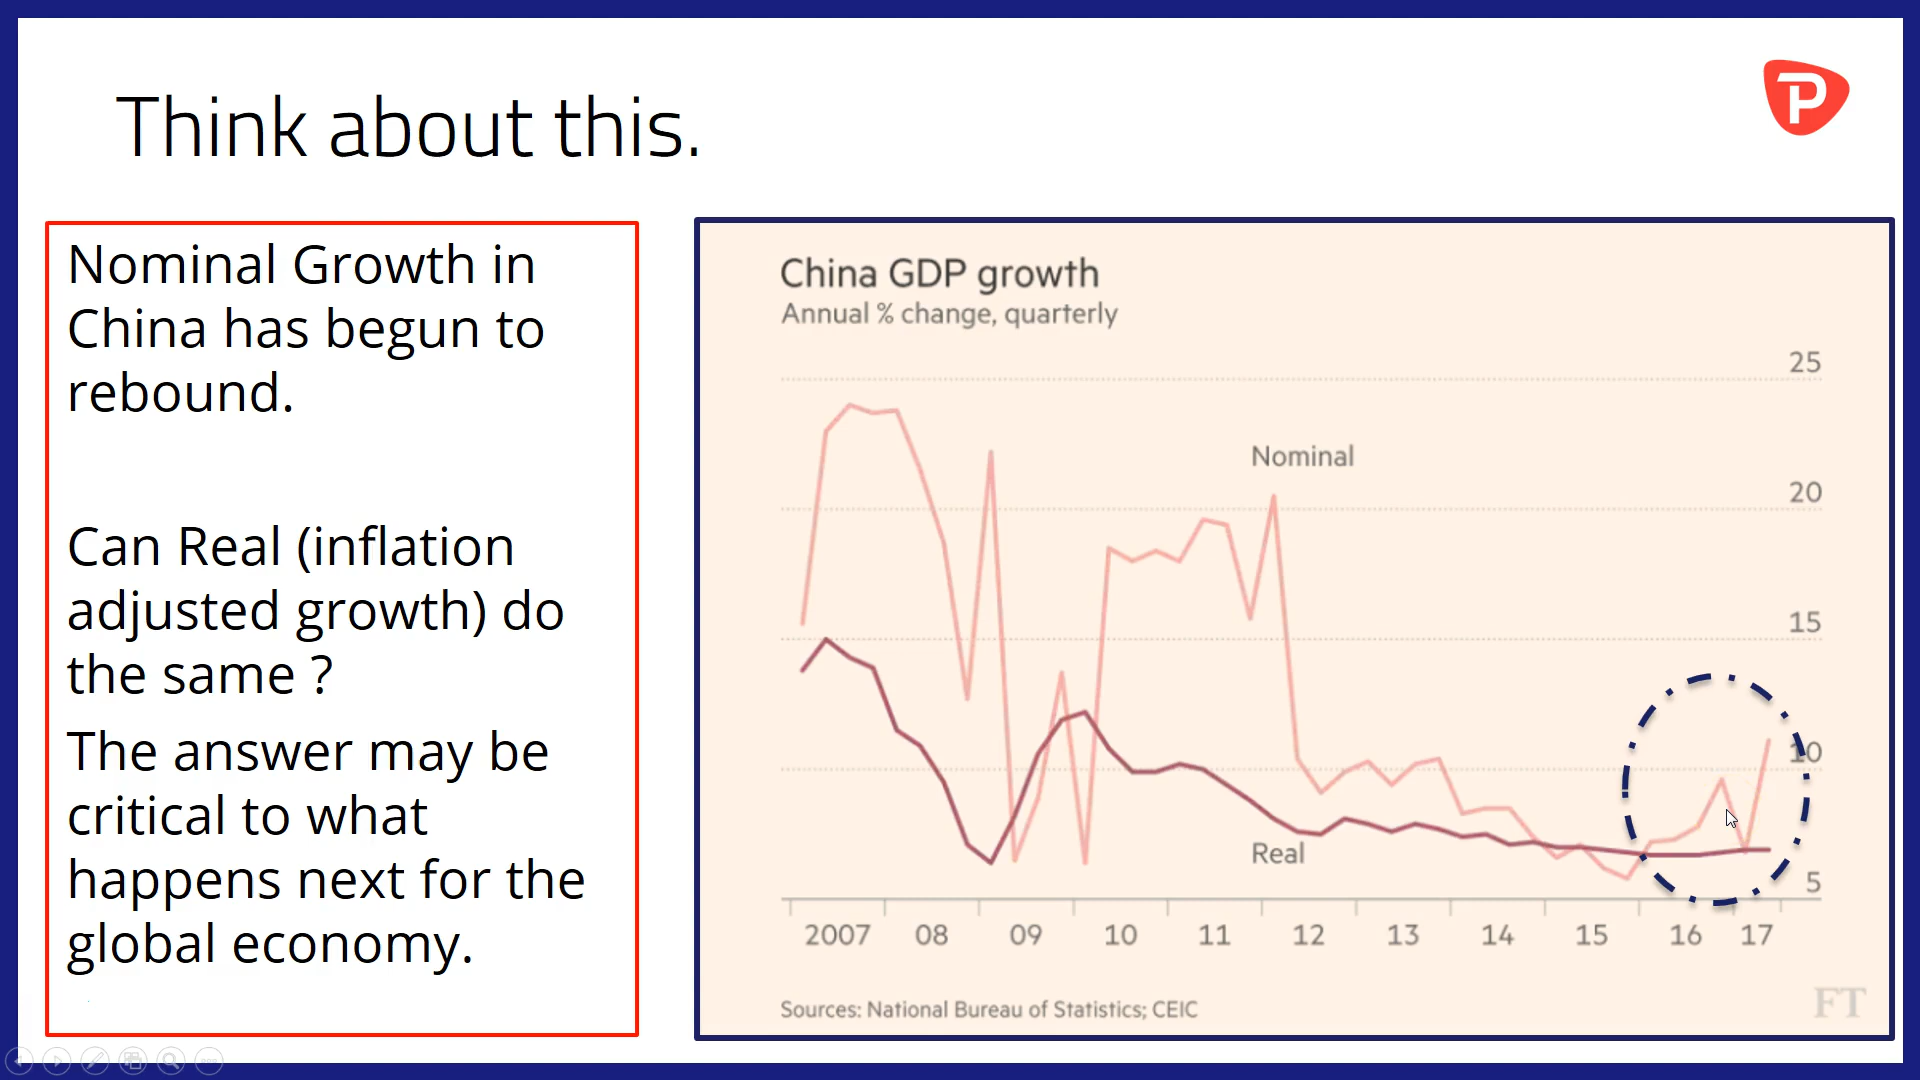 Think about this.
P
Nominal Growth in
China has begun to
rebound.
Can Real (inflation
adjusted growth) do
the same ?
The answer may be
critical to what
happens next for the
global economy.
China GDP growth
Annual % change, quarterly
25
Nominal
20
15
10
Real
5
2007 08 09 10 11 12 13 14 15 16 17
Sources: National Bureau of Statistics; CEIC
FT